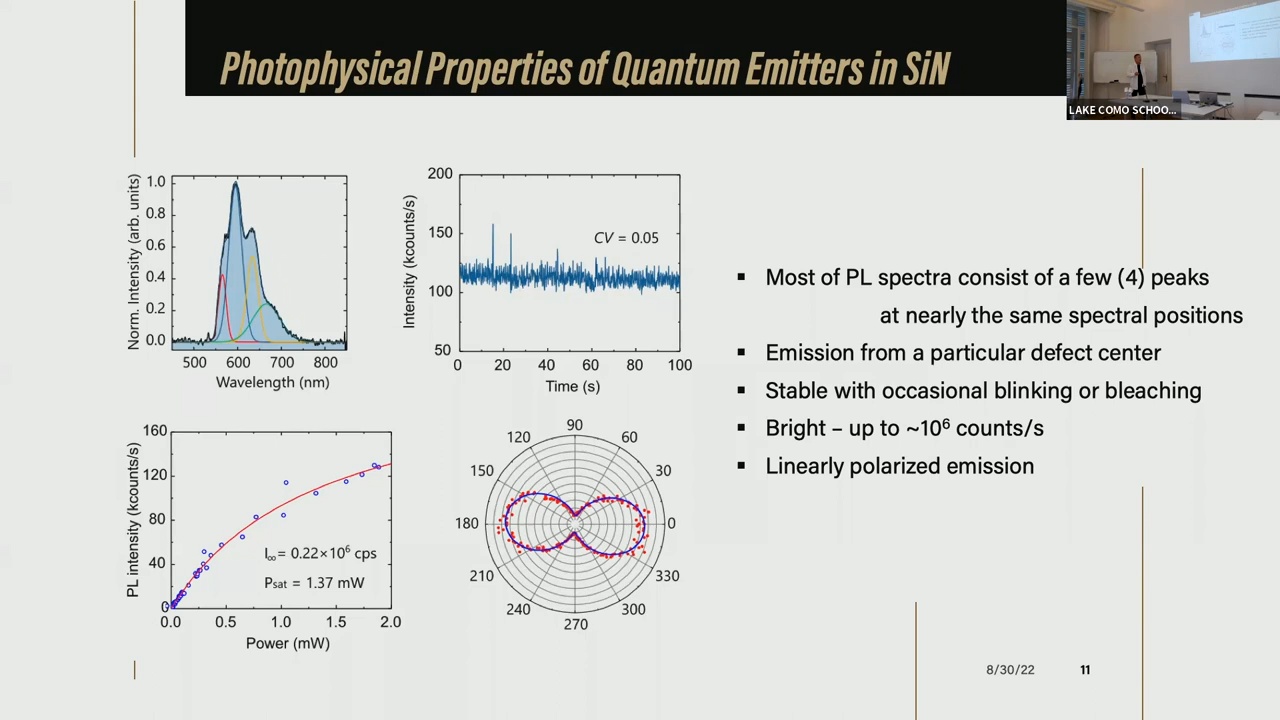 Photophysical Properties of Quantum Emitters in SiN
LAKE COMO SCHOO...
Norm. Intensity (arb. units)
1.0
0.8
0.6
0.4
0.2
0.0
500 600 700 800
Wavelength (nm)
Intensity (kcounts/s)
200
150
100
50
CV = 0.05
0 20 40 60 80 100
Time (s)
PL intensity (kcounts/s)
160
120
80
40
0
I∞= 0.22×10⁶ cps
Psat = 1.37 mW
0.0 0.5 1.0 1.5 2.0
Power (mW)
90
120 60
150 30
180 0
210 330
240 300
270
▪ Most of PL spectra consist of a few (4) peaks
at nearly the same spectral positions
▪ Emission from a particular defect center
▪ Stable with occasional blinking or bleaching
▪ Bright – up to ~10⁶ counts/s
▪ Linearly polarized emission
8/30/22 11